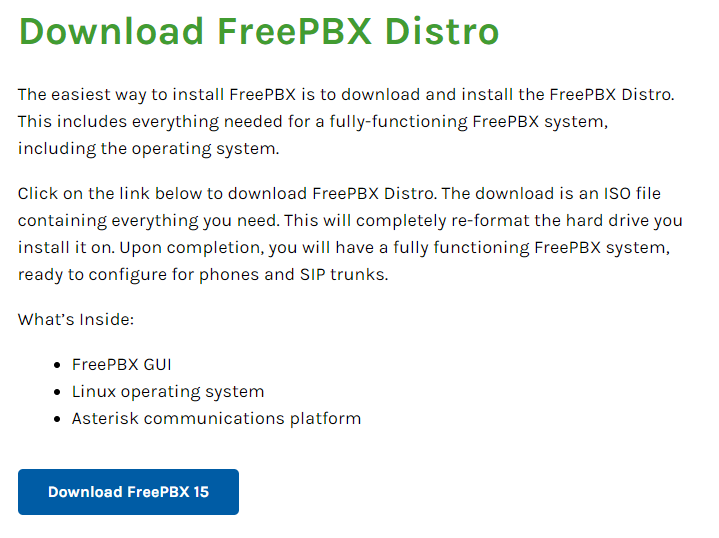 Download FreePBX Distro
The easiest way to install FreePBX is to download and install the FreePBX Distro.
This includes everything needed for a fully-functioning FreePBX system,
including the operating system.
Click on the link below to download FreePBX Distro. The download is an ISO file
containing everything you need. This will completely re-format the hard drive you
install it on. Upon completion, you will have a fully functioning FreePBX system,
ready to configure for phones and SIP trunks.
What’s Inside:
• FreePBX GUI
• Linux operating system
• Asterisk communications platform
Download FreePBX 15